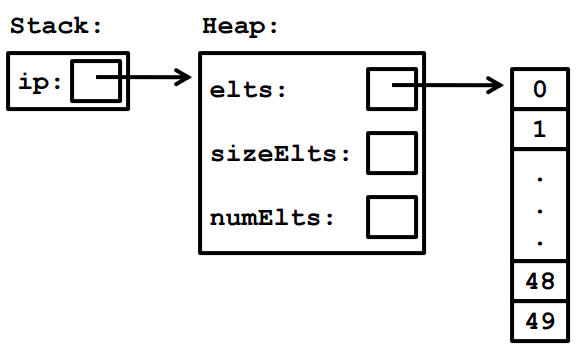 Stack: Heap:
ip:
elts:
sizeElts:
numElts:
0
1
.
.
.
48
49